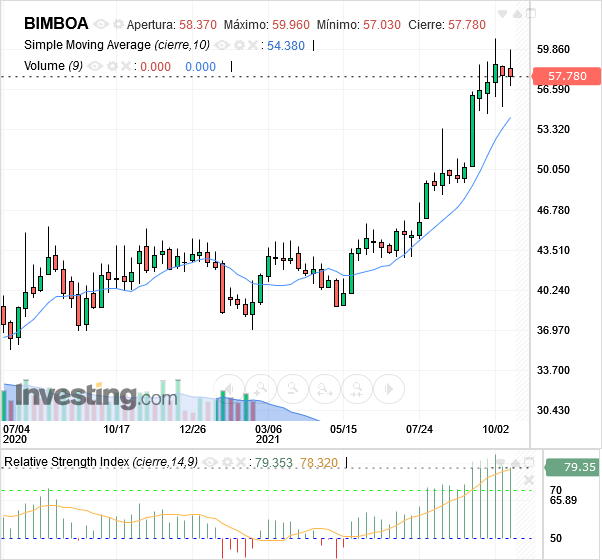 BIMBOA Apertura: 58.370 Máximo: 59.960 Mínimo: 57.030 Cierre: 57.780
Simple Moving Average (cierre,10) : 54.380
Volume (9) : 0.000 0.000
59.860
57.780
56.590
53.320
50.050
46.780
43.510
40.240
36.970
33.700
30.430
Investing.com
07/04 10/17 12/26 03/06 05/15 07/24 10/02
2020 2021
Relative Strength Index (cierre,14,9) : 79.353 78.320
79.35
70
65.89
50